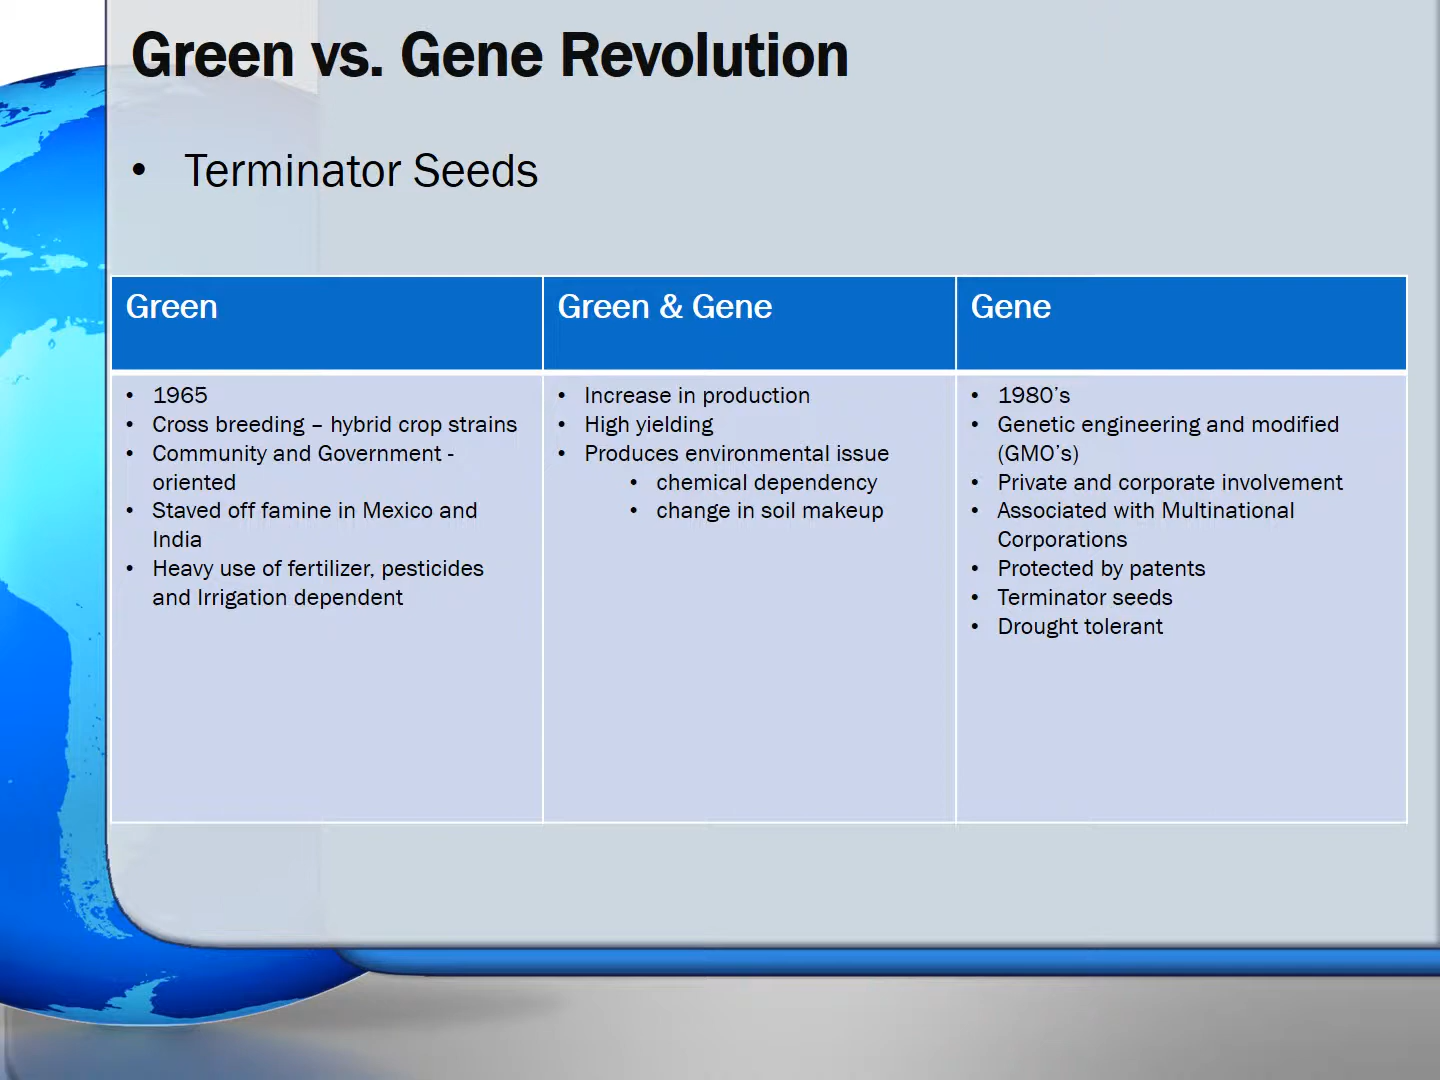 Green vs. Gene Revolution
• Terminator Seeds
Green
• 1965
• Cross breeding – hybrid crop strains
• Community and Government -
oriented
• Staved off famine in Mexico and
India
• Heavy use of fertilizer, pesticides
and Irrigation dependent
Green & Gene
• Increase in production
• High yielding
• Produces environmental issue
• chemical dependency
• change in soil makeup
Gene
• 1980’s
• Genetic engineering and modified
(GMO’s)
• Private and corporate involvement
• Associated with Multinational
Corporations
• Protected by patents
• Terminator seeds
• Drought tolerant